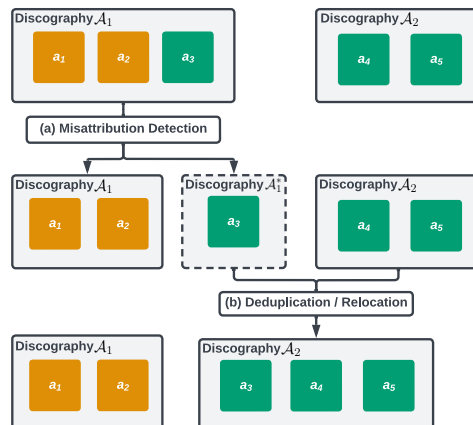 Discography 𝒜₁
Discography 𝒜₂
a₁ a₂ a₃
a₄ a₅
(a) Misattribution Detection
Discography 𝒜₁
Discography 𝒜₁*
Discography 𝒜₂
a₁ a₂
a₃
a₄ a₅
(b) Deduplication / Relocation
Discography 𝒜₁
Discography 𝒜₂
a₁ a₂
a₃ a₄ a₅